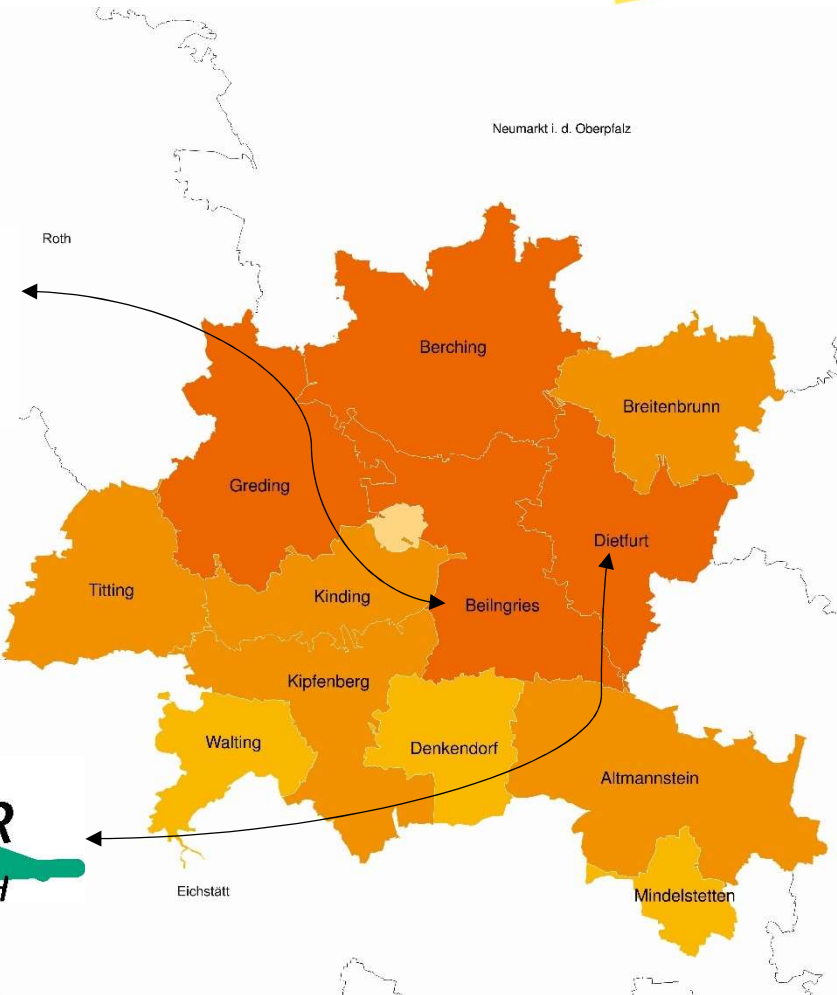 Neumarkt i. d. Oberpfalz
Roth
Berching
Breitenbrunn
Greding
Dietfurt
Titting
Kinding
Beilngries
Kipfenberg
Walting
Denkendorf
Altmannstein
R
H
Eichstätt
Mindelstetten